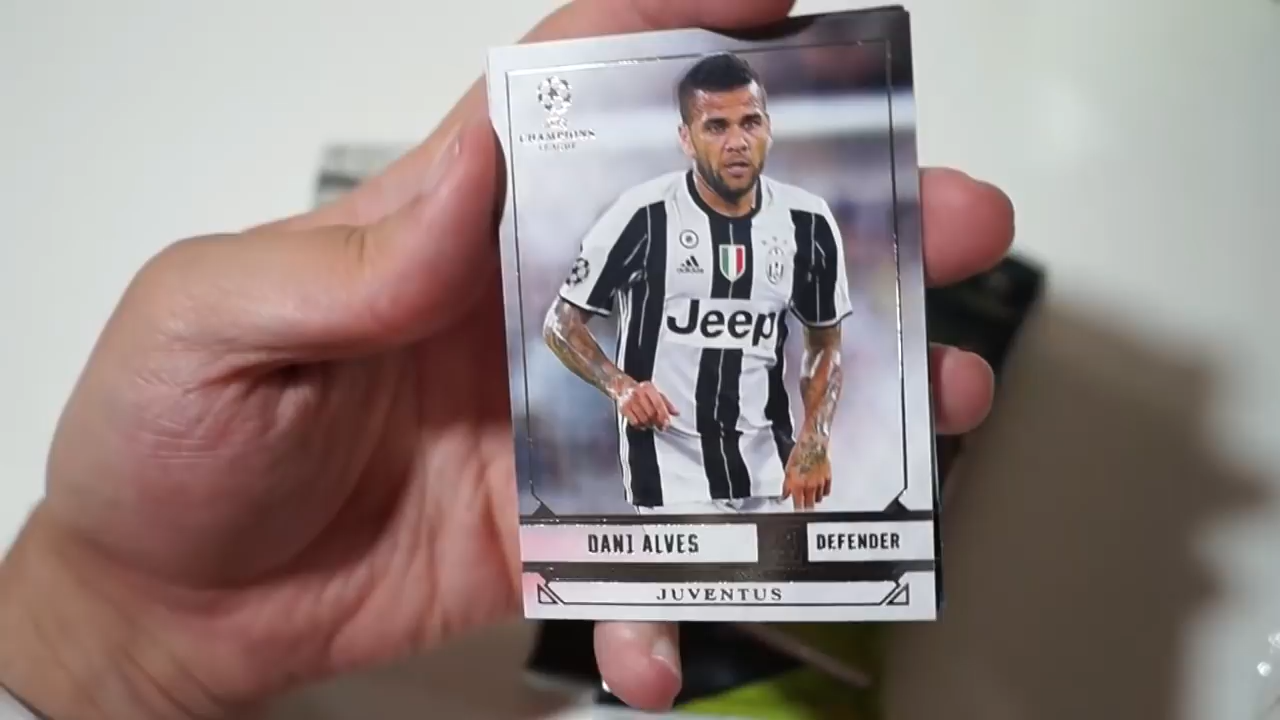 CHAMPIONS
LEAGUE
adidas
Jeep
DANI ALVES
DEFENDER
JUVENTUS